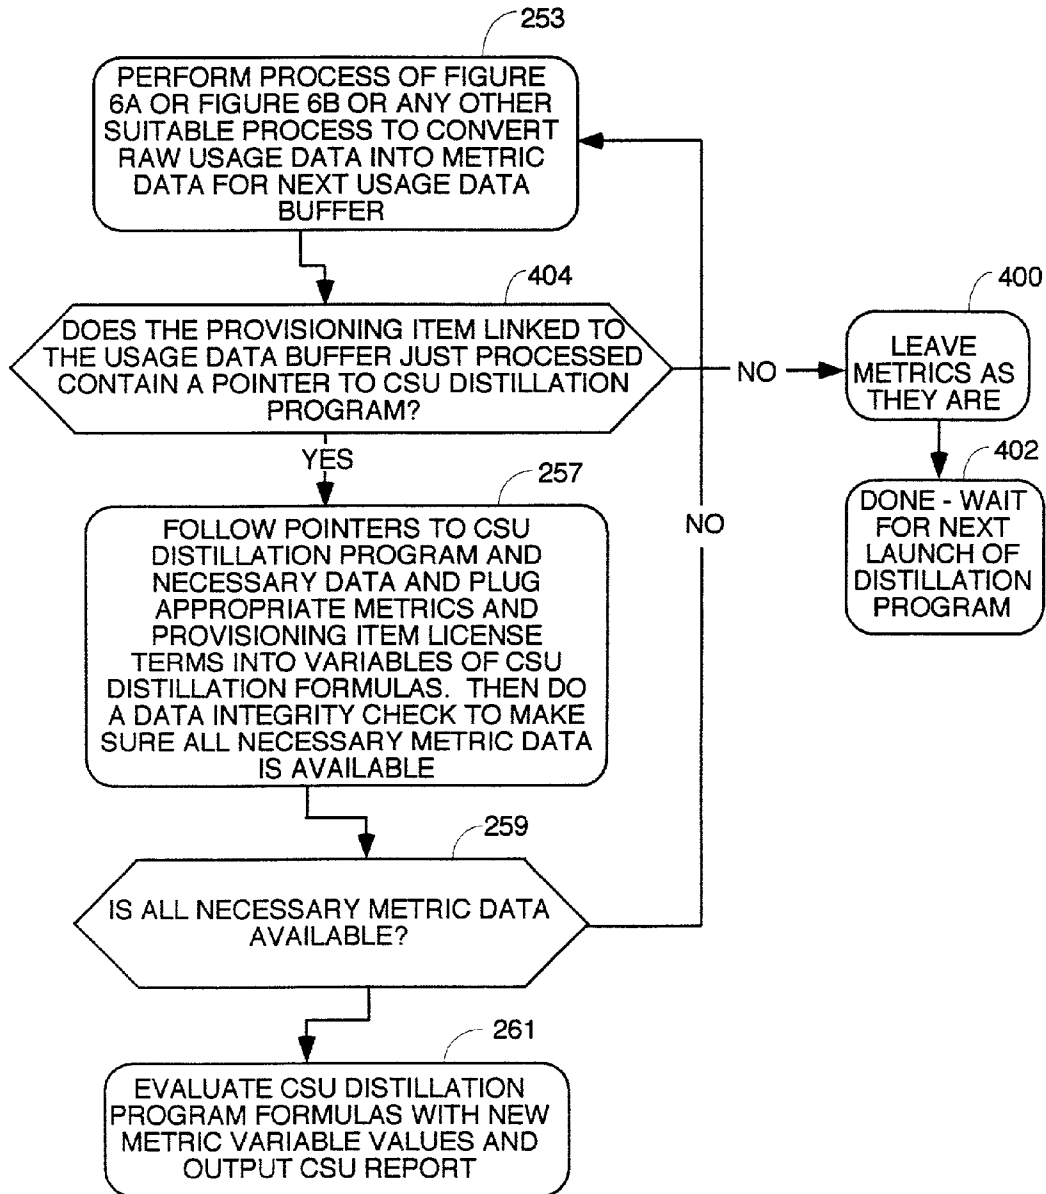 253
PERFORM PROCESS OF FIGURE
6A OR FIGURE 6B OR ANY OTHER
SUITABLE PROCESS TO CONVERT
RAW USAGE DATA INTO METRIC
DATA FOR NEXT USAGE DATA
BUFFER
404
DOES THE PROVISIONING ITEM LINKED TO
THE USAGE DATA BUFFER JUST PROCESSED
CONTAIN A POINTER TO CSU DISTILLATION
PROGRAM?
NO
400
LEAVE
METRICS AS
THEY ARE
402
DONE - WAIT
FOR NEXT
LAUNCH OF
DISTILLATION
PROGRAM
YES
257
FOLLOW POINTERS TO CSU
DISTILLATION PROGRAM AND
NECESSARY DATA AND PLUG
APPROPRIATE METRICS AND
PROVISIONING ITEM LICENSE
TERMS INTO VARIABLES OF CSU
DISTILLATION FORMULAS. THEN DO
A DATA INTEGRITY CHECK TO MAKE
SURE ALL NECESSARY METRIC DATA
IS AVAILABLE
NO
259
IS ALL NECESSARY METRIC DATA
AVAILABLE?
261
EVALUATE CSU DISTILLATION
PROGRAM FORMULAS WITH NEW
METRIC VARIABLE VALUES AND
OUTPUT CSU REPORT